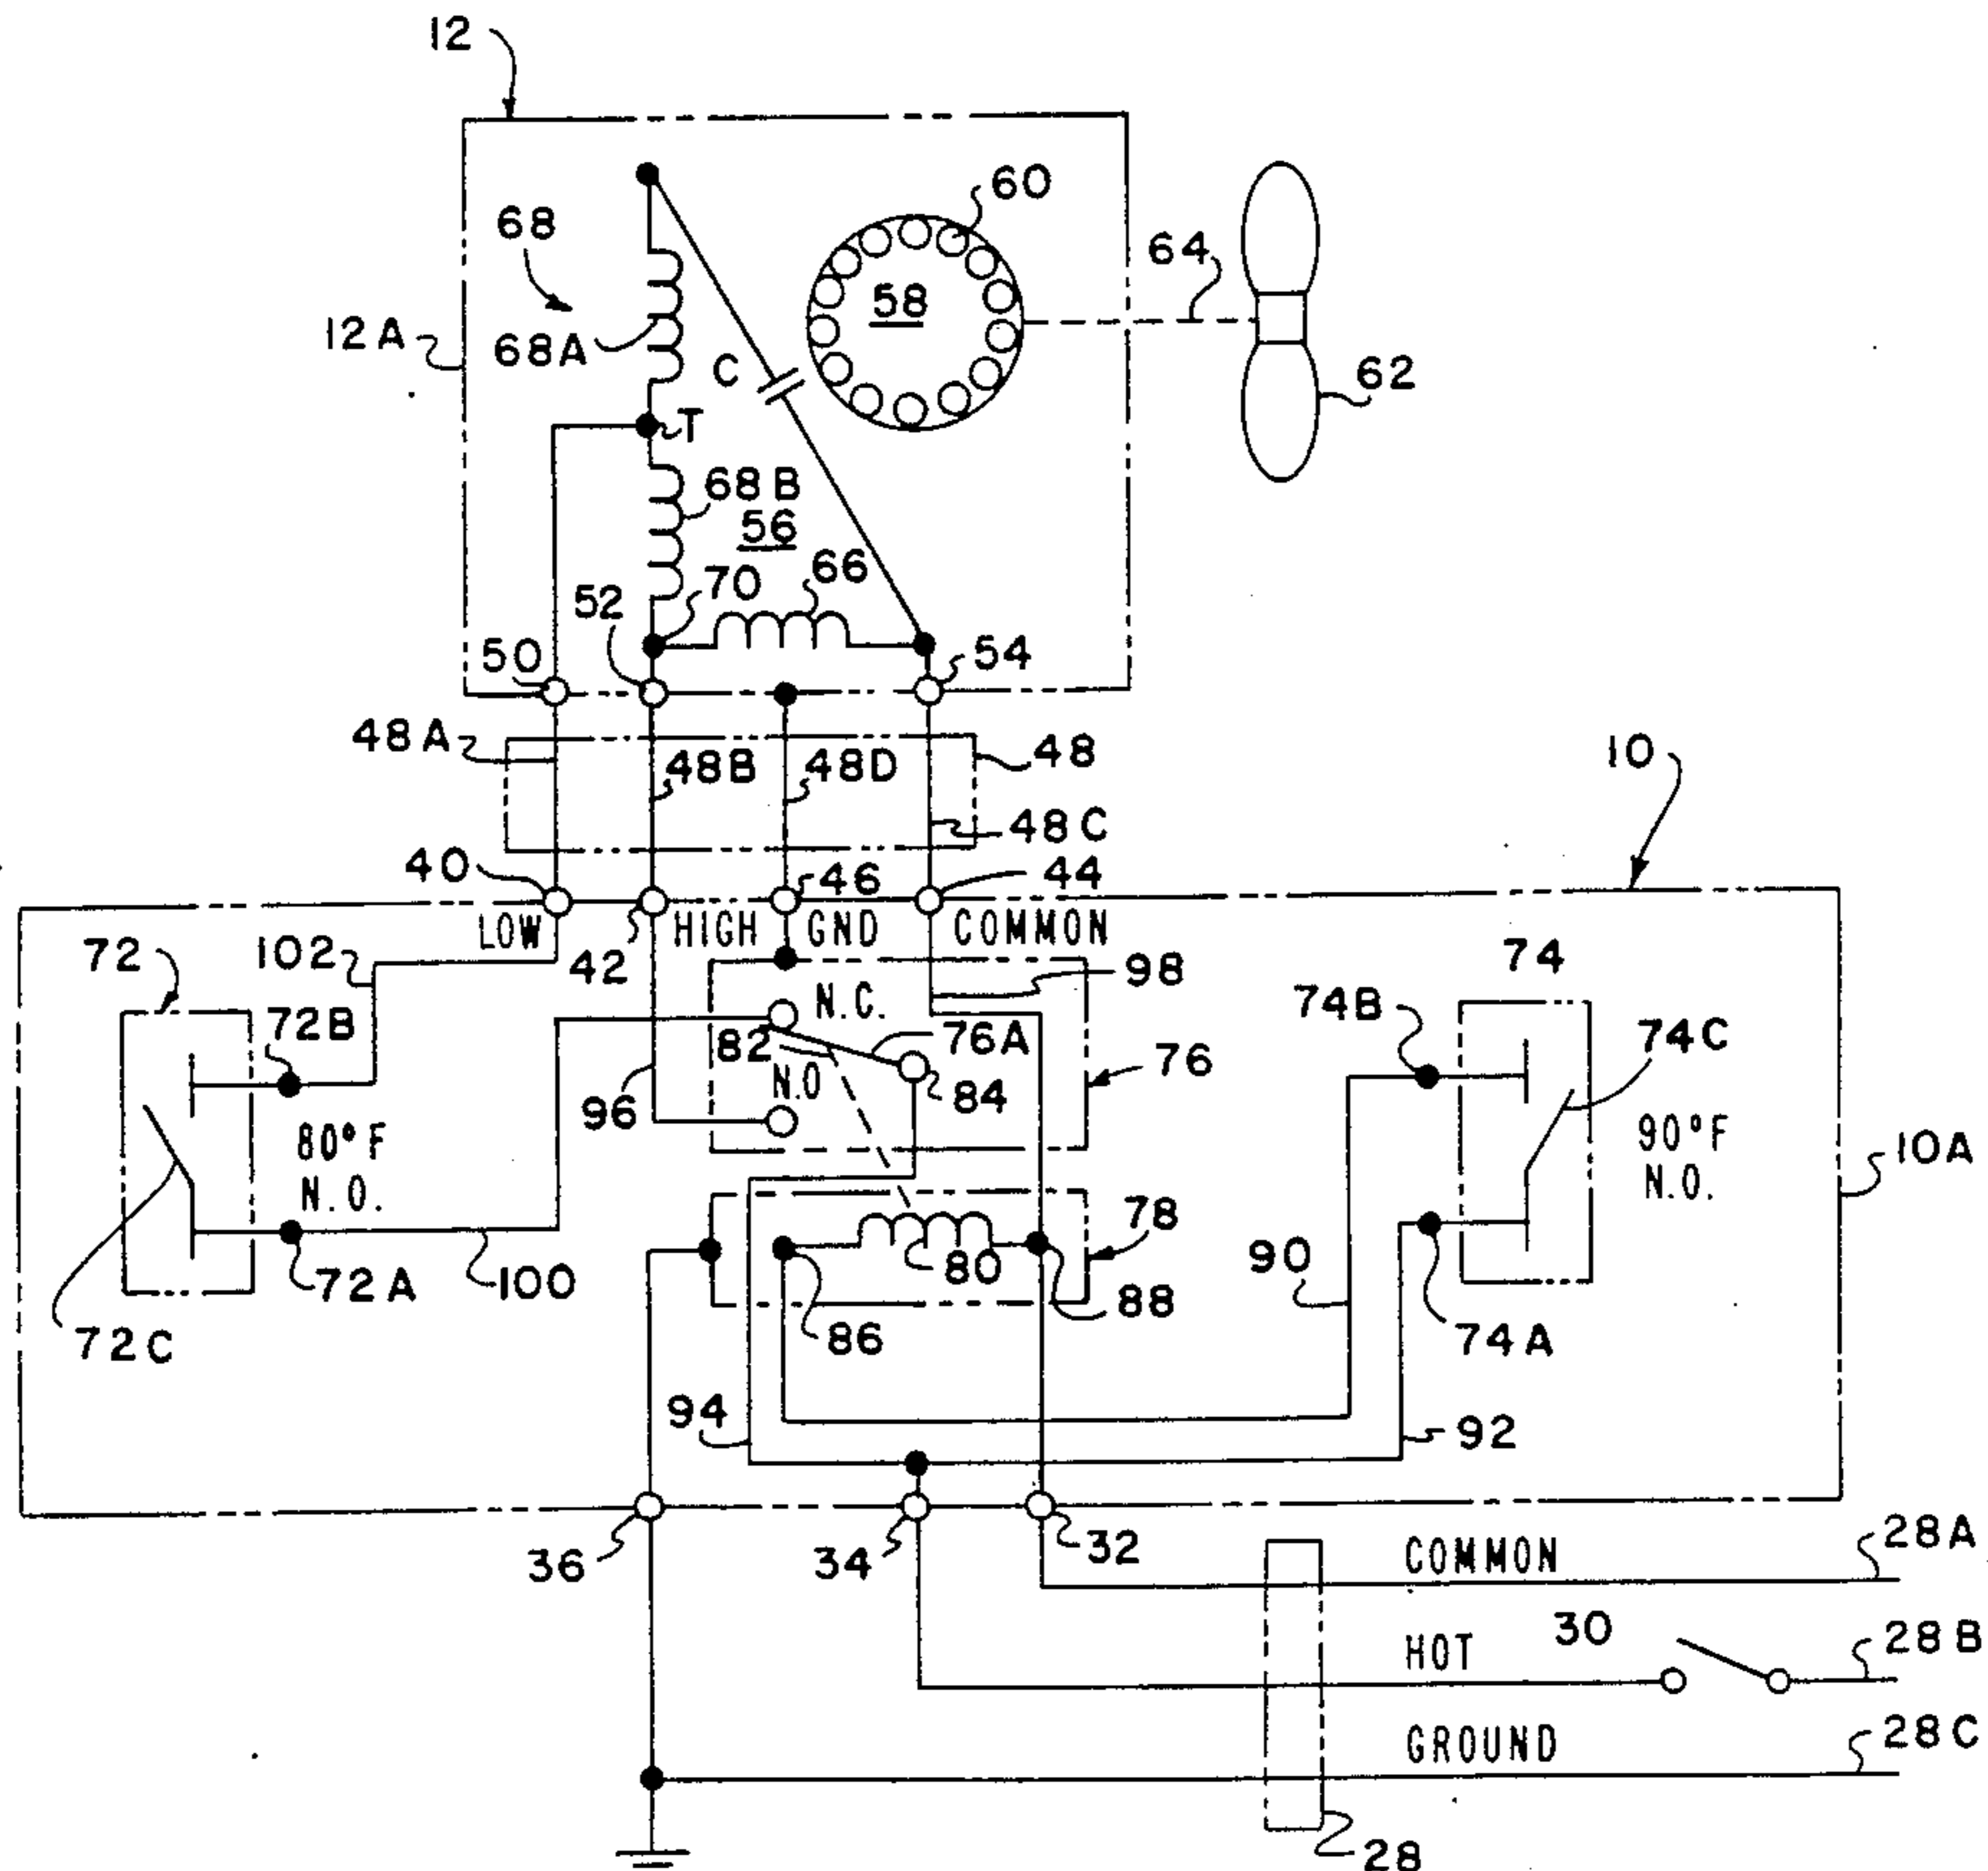 12
60
68
58
64
12A
68A
C
62
T
68B
56
66
70
52
50
54
48A
48
48B
48D
10
48C
40
46
44
LOW
HIGH
GND
COMMON
72
102
42
98
74
N.C.
72B
82
76A
74B
74C
76
N.O
84
96
80°F
N.O.
90°F
N.O.
10A
78
72A
100
80
90
88
72C
86
74A
94
92
36
34
32
COMMON
28A
30
HOT
28B
GROUND
28C
28